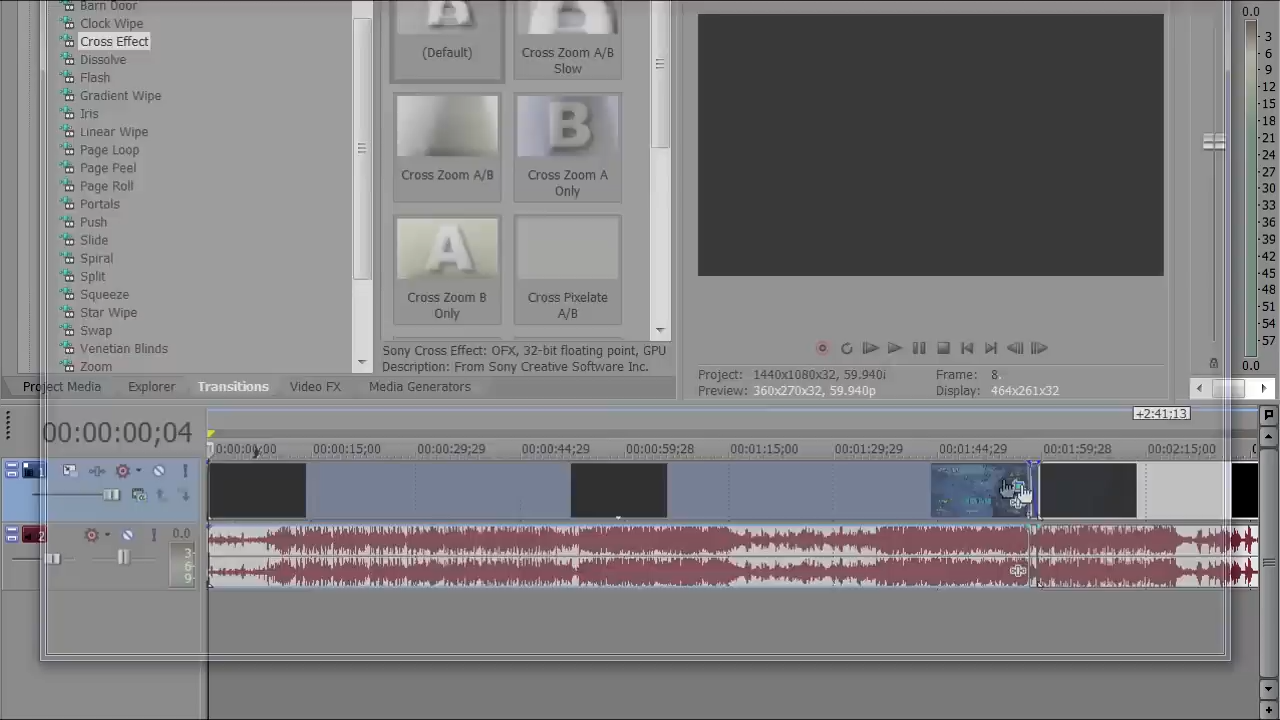 Barn Door
Clock Wipe
Cross Effect
Dissolve
Flash
Gradient Wipe
Iris
Linear Wipe
Page Loop
Page Peel
Page Roll
Portals
Push
Slide
Spiral
Split
Squeeze
Star Wipe
Swap
Venetian Blinds
Zoom
B
(Default)
Cross Zoom A/B
Slow
Cross Zoom A/B
B
Cross Zoom A
Only
A
Cross Zoom B
Only
Cross Pixelate
A/B
Sony Cross Effect: OFX, 32-bit floating point, GPU
Description: From Sony Creative Software Inc.
Project Media Explorer Transitions Video FX Media Generators
Project: 1440x1080x32, 59.940i
Preview: 360x270x32, 59.940p
Frame: 8,
Display: 464x261x32
0.0
3
6
9
12
15
18
21
24
27
30
33
36
39
42
45
48
51
54
57
0.0
+2:41;13
00:00:00;04
0:00:00;00 00:00:15;00 00:00:29;29 00:00:44;29 00:00:59;28 00:01:15;00 00:01:29;29 00:01:44;29 00:01:59;28 00:02:15;00
1
2
0.0
3
6
9